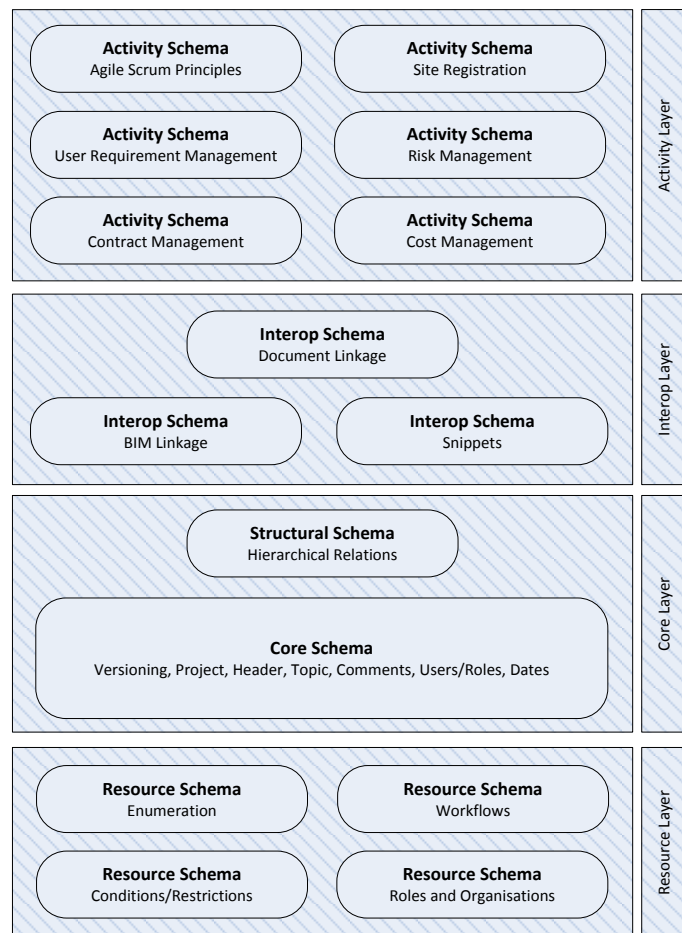 Activity Schema
Agile Scrum Principles
Activity Schema
Site Registration
Activity Schema
User Requirement Management
Activity Schema
Risk Management
Activity Schema
Contract Management
Activity Schema
Cost Management
Activity Layer
Interop Schema
Document Linkage
Interop Schema
BIM Linkage
Interop Schema
Snippets
Interop Layer
Structural Schema
Hierarchical Relations
Core Schema
Versioning, Project, Header, Topic, Comments, Users/Roles, Dates
Core Layer
Resource Schema
Enumeration
Resource Schema
Workflows
Resource Schema
Conditions/Restrictions
Resource Schema
Roles and Organisations
Resource Layer